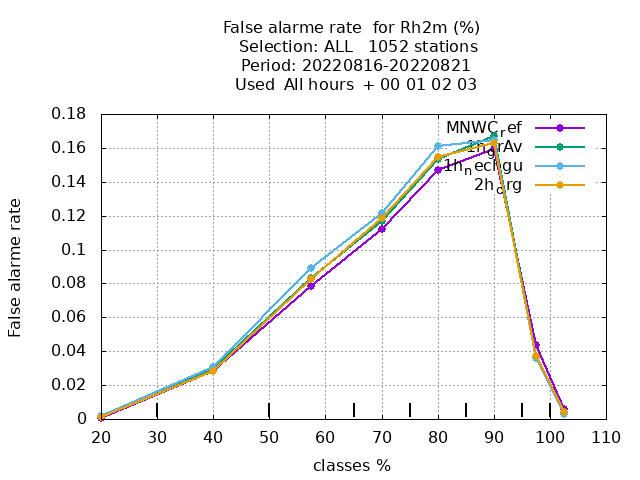 False alarme rate for Rh2m (%)
Selection: ALL 1052 stations
Period: 20220816-20220821
Used All hours + 00 01 02 03
0.18
0.16
0.14
0.12
0.1
0.08
0.06
0.04
0.02
0
False alarme rate
MNWC_ref
2h_org
20 30 40 50 60 70 80 90 100 110
classes %